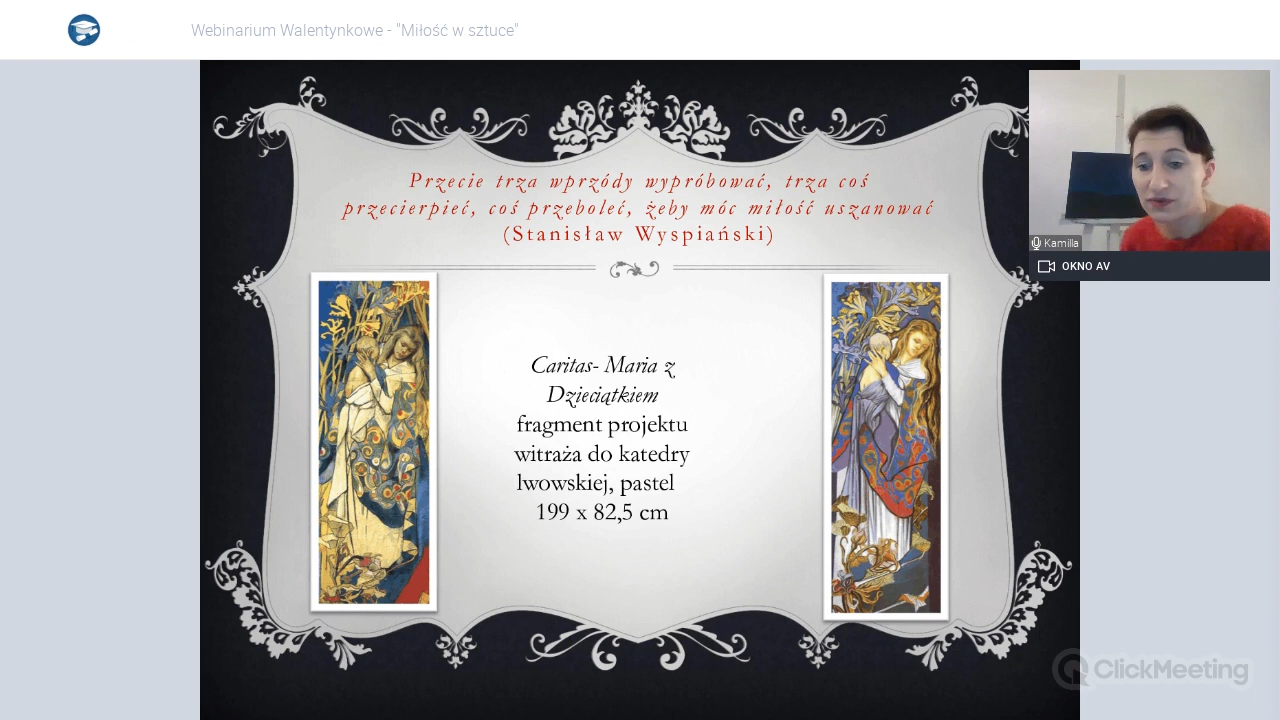 Webinarium Walentynkowe - "Miłość w sztuce"
Przecie trza wprzódy wypróbować, trza coś
przecierpieć, coś przeboleć, żeby móc miłość uszanować
(Stanisław Wyspiański)
Kamilla
OKNO AV
Caritas- Maria z
Dzieciątkiem
fragment projektu
witraża do katedry
lwowskiej, pastel
199 x 82,5 cm
ClickMeeting